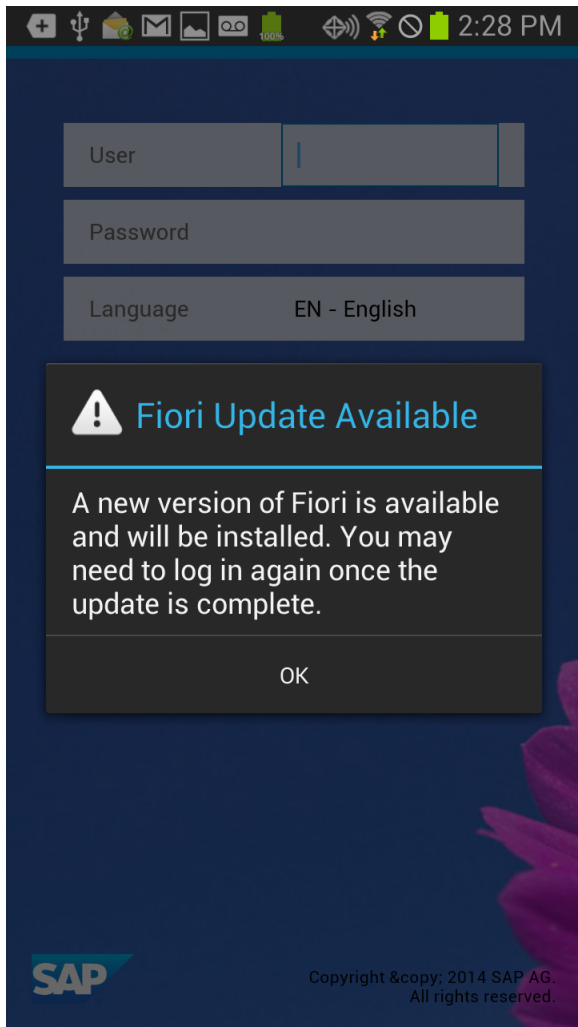 100%
2:28 PM
User
Password
Language EN - English
Fiori Update Available
A new version of Fiori is available
and will be installed. You may
need to log in again once the
update is complete.
OK
SAP
Copyright &copy; 2014 SAP AG.
All rights reserved.